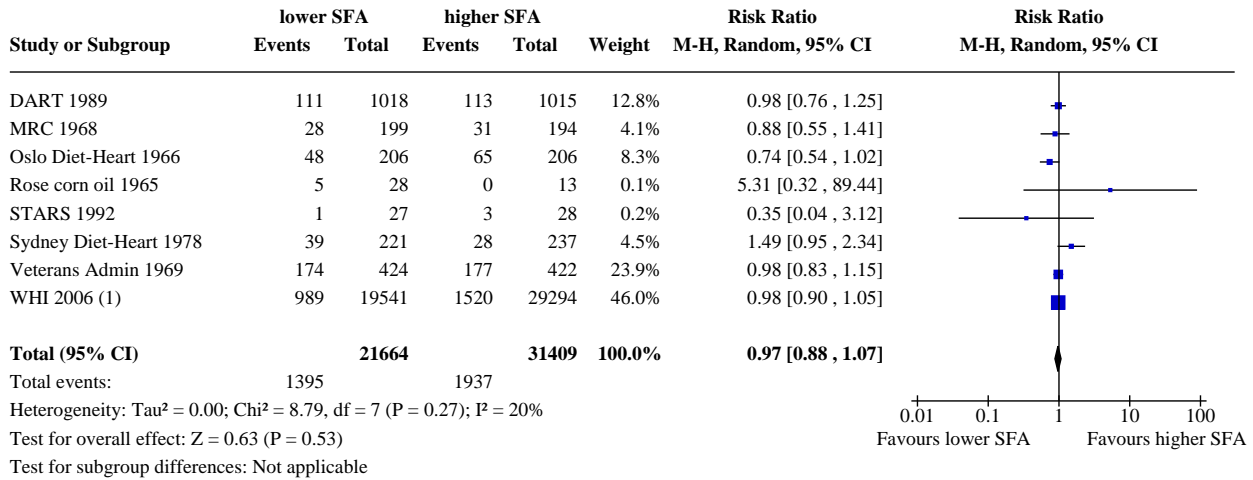 lower SFA higher SFA Risk Ratio Risk Ratio
Study or Subgroup Events Total Events Total Weight M-H, Random, 95% CI M-H, Random, 95% CI
DART 1989 111 1018 113 1015 12.8% 0.98 [0.76 , 1.25]
MRC 1968 28 199 31 194 4.1% 0.88 [0.55 , 1.41]
Oslo Diet-Heart 1966 48 206 65 206 8.3% 0.74 [0.54 , 1.02]
Rose corn oil 1965 5 28 0 13 0.1% 5.31 [0.32 , 89.44]
STARS 1992 1 27 3 28 0.2% 0.35 [0.04 , 3.12]
Sydney Diet-Heart 1978 39 221 28 237 4.5% 1.49 [0.95 , 2.34]
Veterans Admin 1969 174 424 177 422 23.9% 0.98 [0.83 , 1.15]
WHI 2006 (1) 989 19541 1520 29294 46.0% 0.98 [0.90 , 1.05]
Total (95% CI) 21664 31409 100.0% 0.97 [0.88 , 1.07]
Total events: 1395 1937
Heterogeneity: Tau² = 0.00; Chi² = 8.79, df = 7 (P = 0.27); I² = 20%
Test for overall effect: Z = 0.63 (P = 0.53)
Test for subgroup differences: Not applicable
0.01 0.1 1 10 100
Favours lower SFA Favours higher SFA